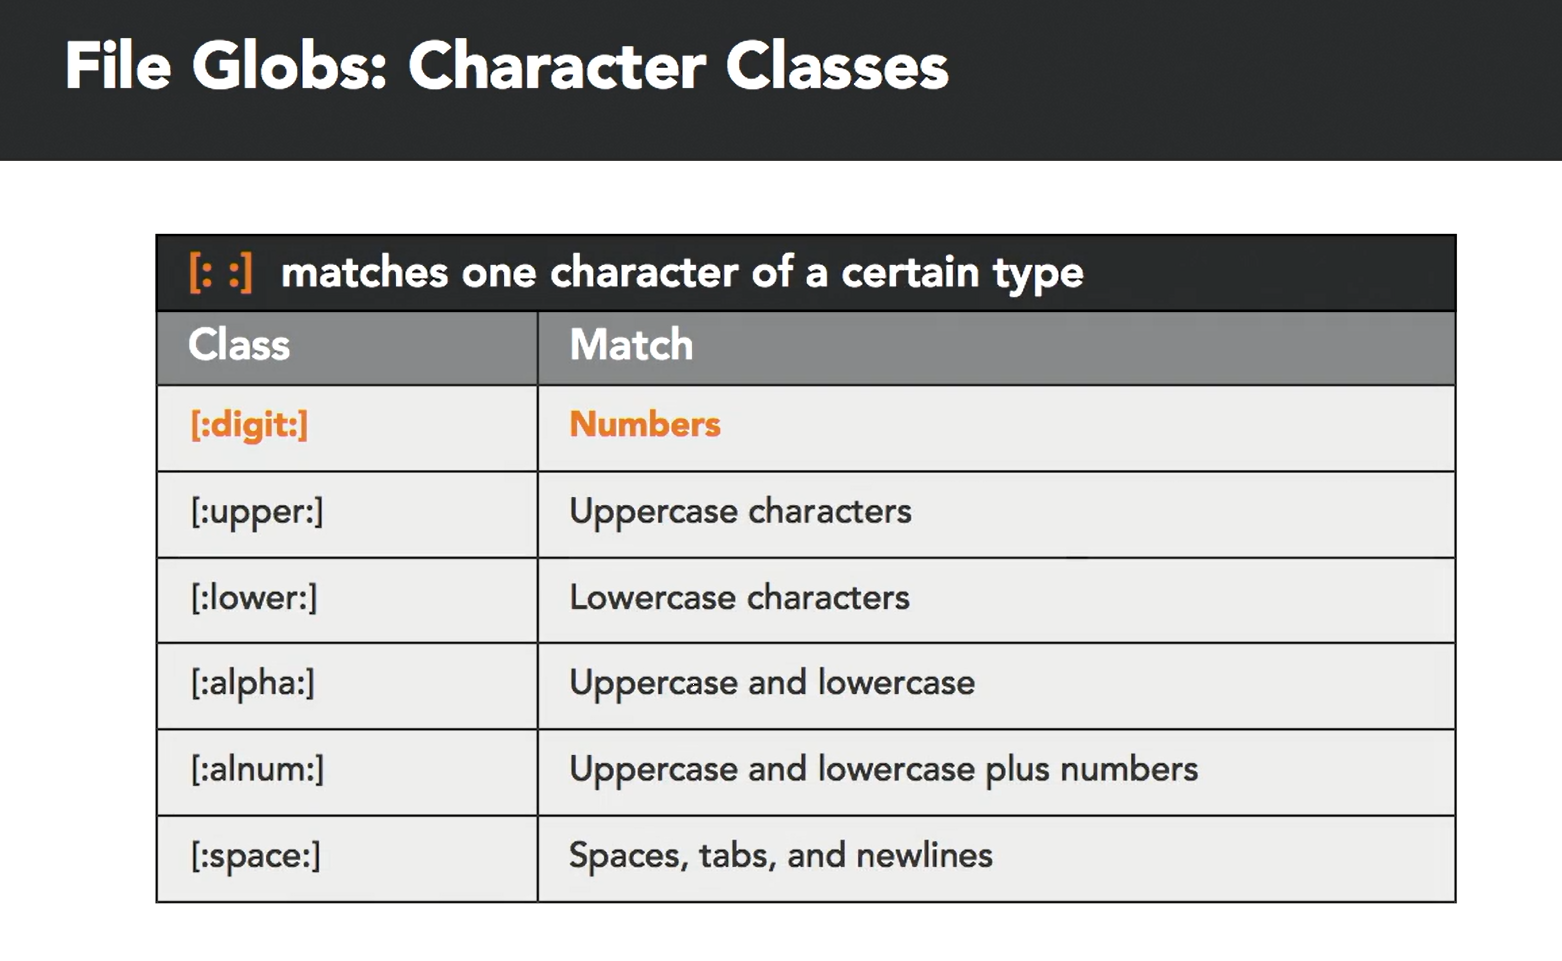 File Globs: Character Classes
[: :] matches one character of a certain type
Class Match
[:digit:] Numbers
[:upper:] Uppercase characters
[:lower:] Lowercase characters
[:alpha:] Uppercase and lowercase
[:alnum:] Uppercase and lowercase plus numbers
[:space:] Spaces, tabs, and newlines